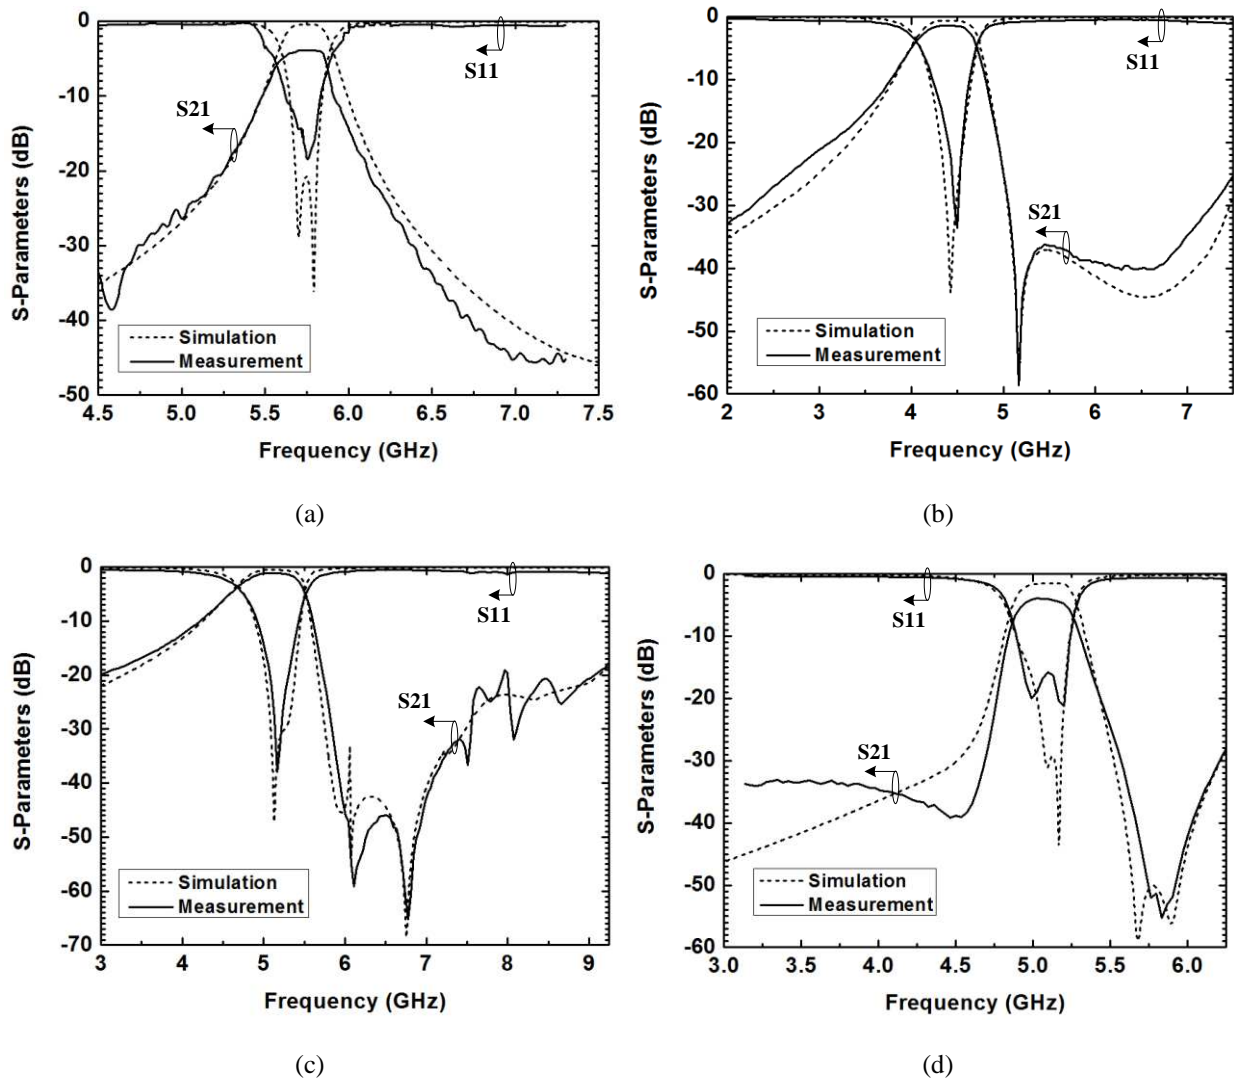 0
-10
-20
-30
-40
-50
S-Parameters (dB)
S21
S11
Simulation
Measurement
4.5 5.0 5.5 6.0 6.5 7.0 7.5
Frequency (GHz)
(a)
0
-10
-20
-30
-40
-50
-60
S-Parameters (dB)
S11
S21
Simulation
Measurement
2 3 4 5 6 7
Frequency (GHz)
(b)
0
-10
-20
-30
-40
-50
-60
-70
S-Parameters (dB)
S11
S21
Simulation
Measurement
3 4 5 6 7 8 9
Frequency (GHz)
(c)
0
-10
-20
-30
-40
-50
-60
S-Parameters (dB)
S11
S21
Simulation
Measurement
3.0 3.5 4.0 4.5 5.0 5.5 6.0
Frequency (GHz)
(d)